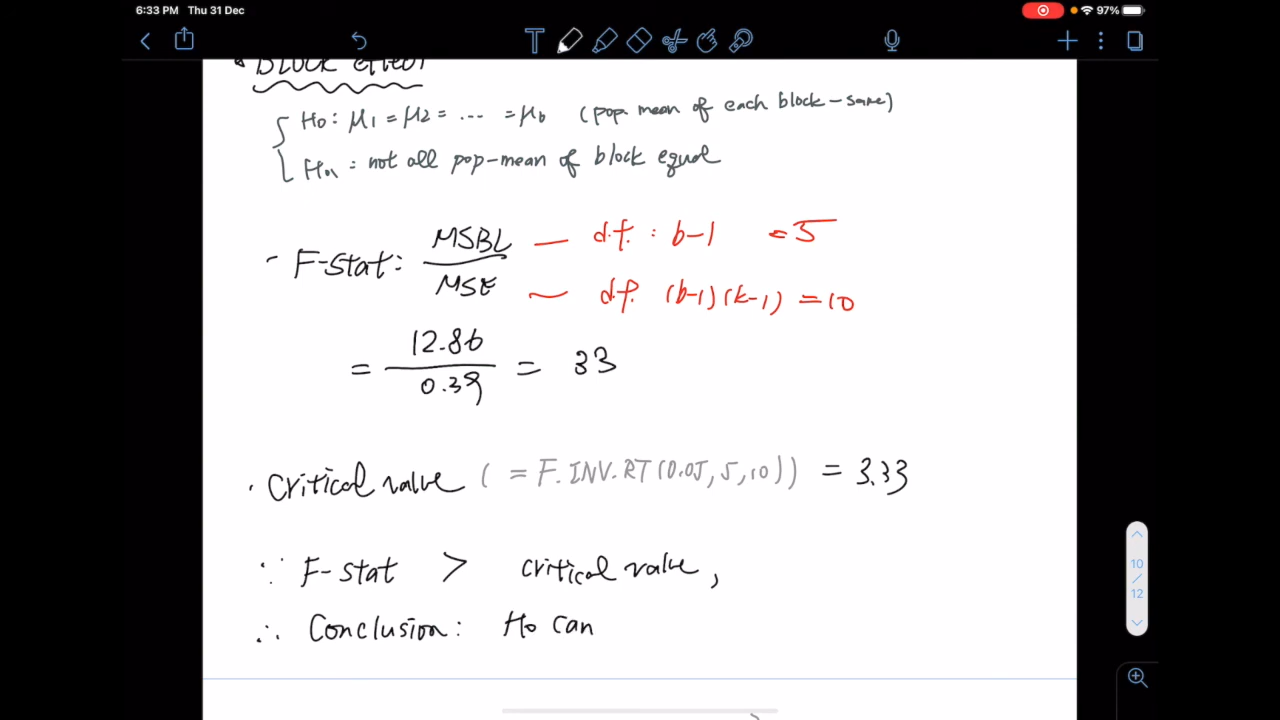 6:33 PM Thu 31 Dec
97%
T
Block effect
H0: μ1 = μ2 = ... = μb (pop. mean of each block - same)
HA: not all pop-mean of block equal
F-stat: MSBL — d.f. : b-1 = 5
MSE — d.f. (b-1)(k-1) = 10
= 12.86
0.39 = 33
· Critical value ( = F.INV.RT(0.05, 5, 10)) = 3.33
∵ F-stat > critical value,
∴ Conclusion: H0 can
10
/
12